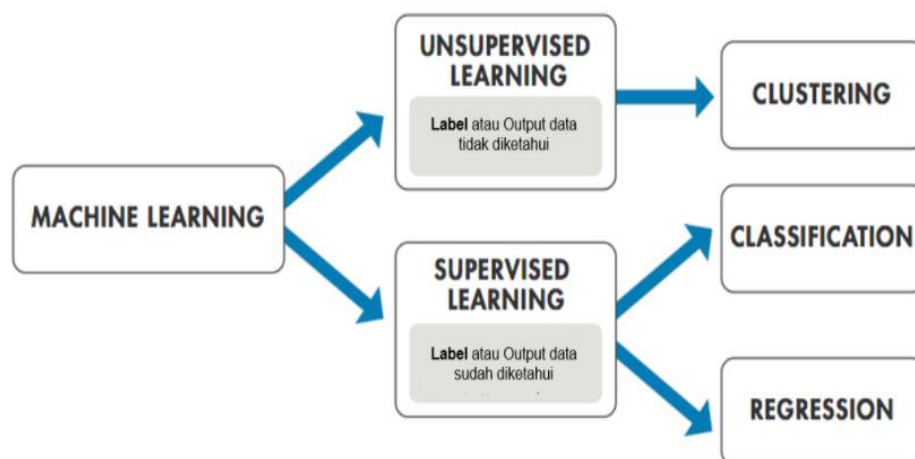 MACHINE LEARNING
UNSUPERVISED
LEARNING
Label atau Output data
tidak diketahui
SUPERVISED
LEARNING
Label atau Output data
sudah diketahui
CLUSTERING
CLASSIFICATION
REGRESSION